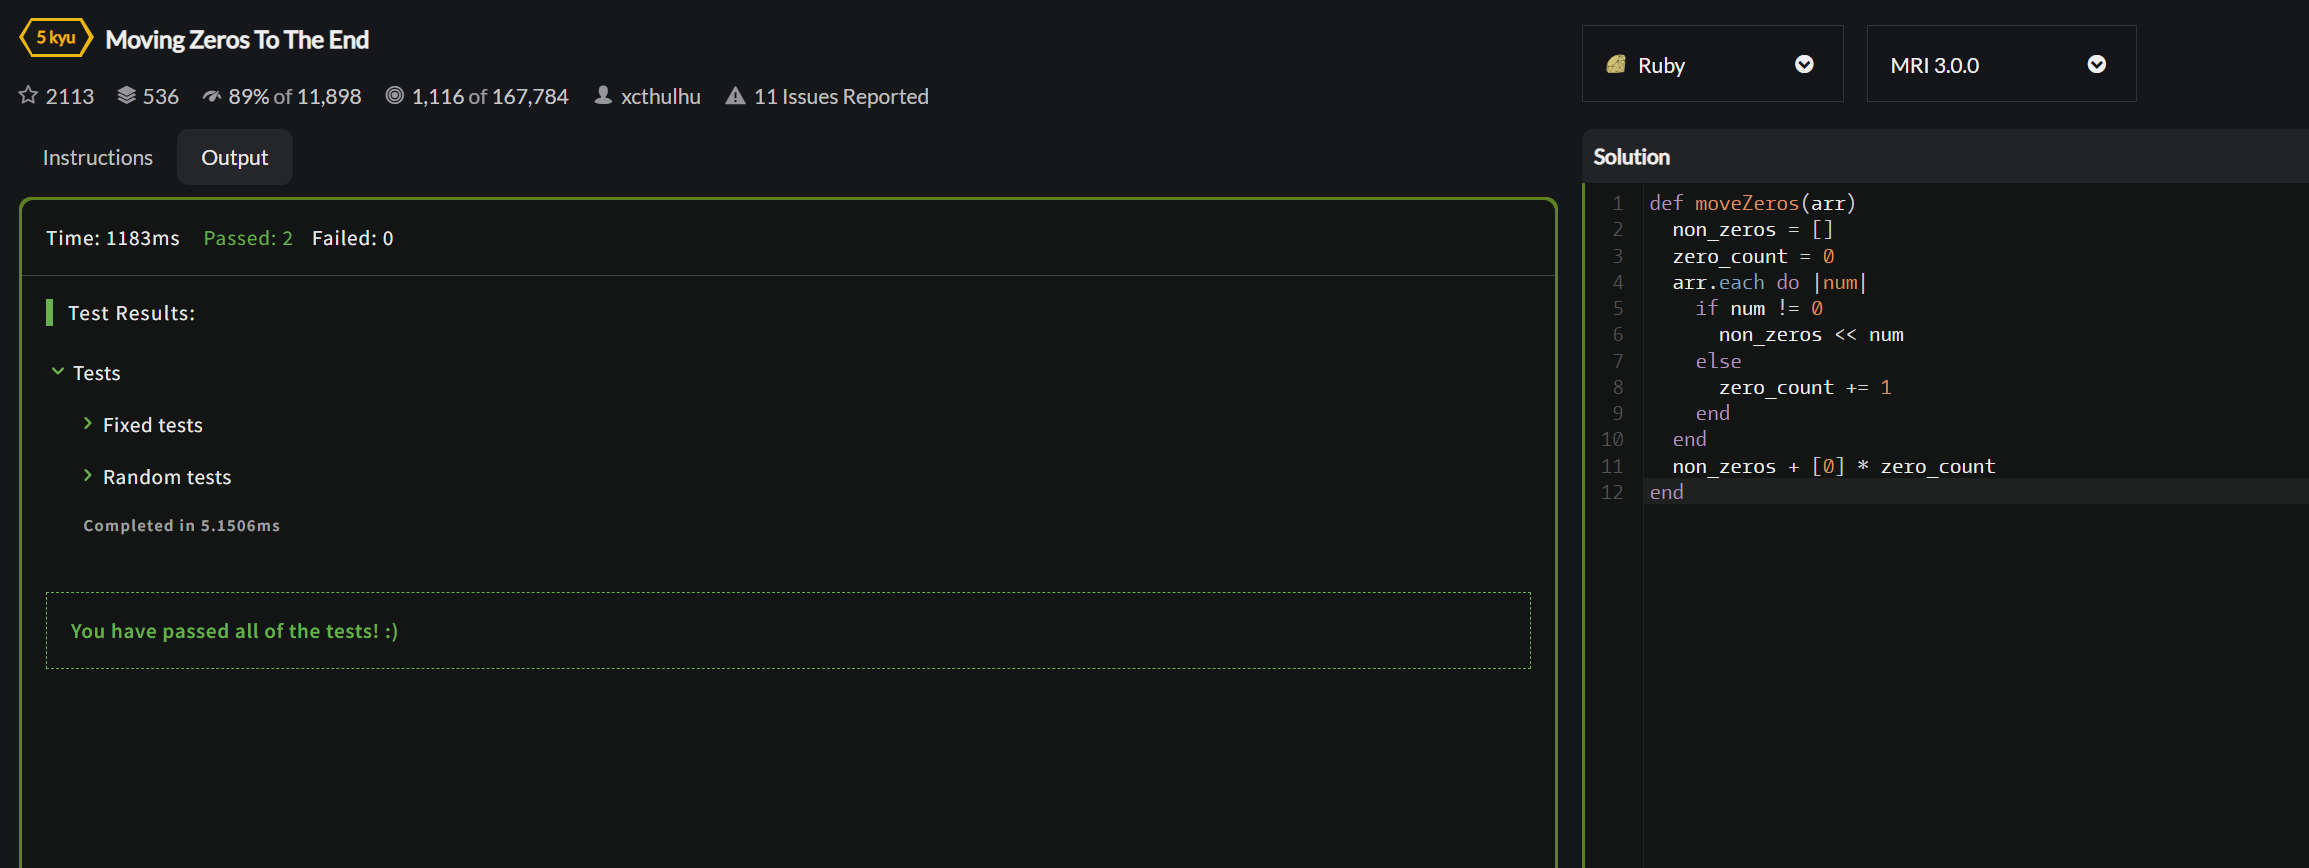 5 kyu Moving Zeros To The End
2113 536 89% of 11,898 1,116 of 167,784 xcthulhu 11 Issues Reported
Instructions Output
Time: 1183ms Passed: 2 Failed: 0
Test Results:
Tests
Fixed tests
Random tests
Completed in 5.1506ms
You have passed all of the tests! :)
Ruby MRI 3.0.0
Solution
1 def moveZeros(arr)
2   non_zeros = []
3   zero_count = 0
4   arr.each do |num|
5     if num != 0
6       non_zeros << num
7     else
8       zero_count += 1
9     end
10   end
11   non_zeros + [0] * zero_count
12 end